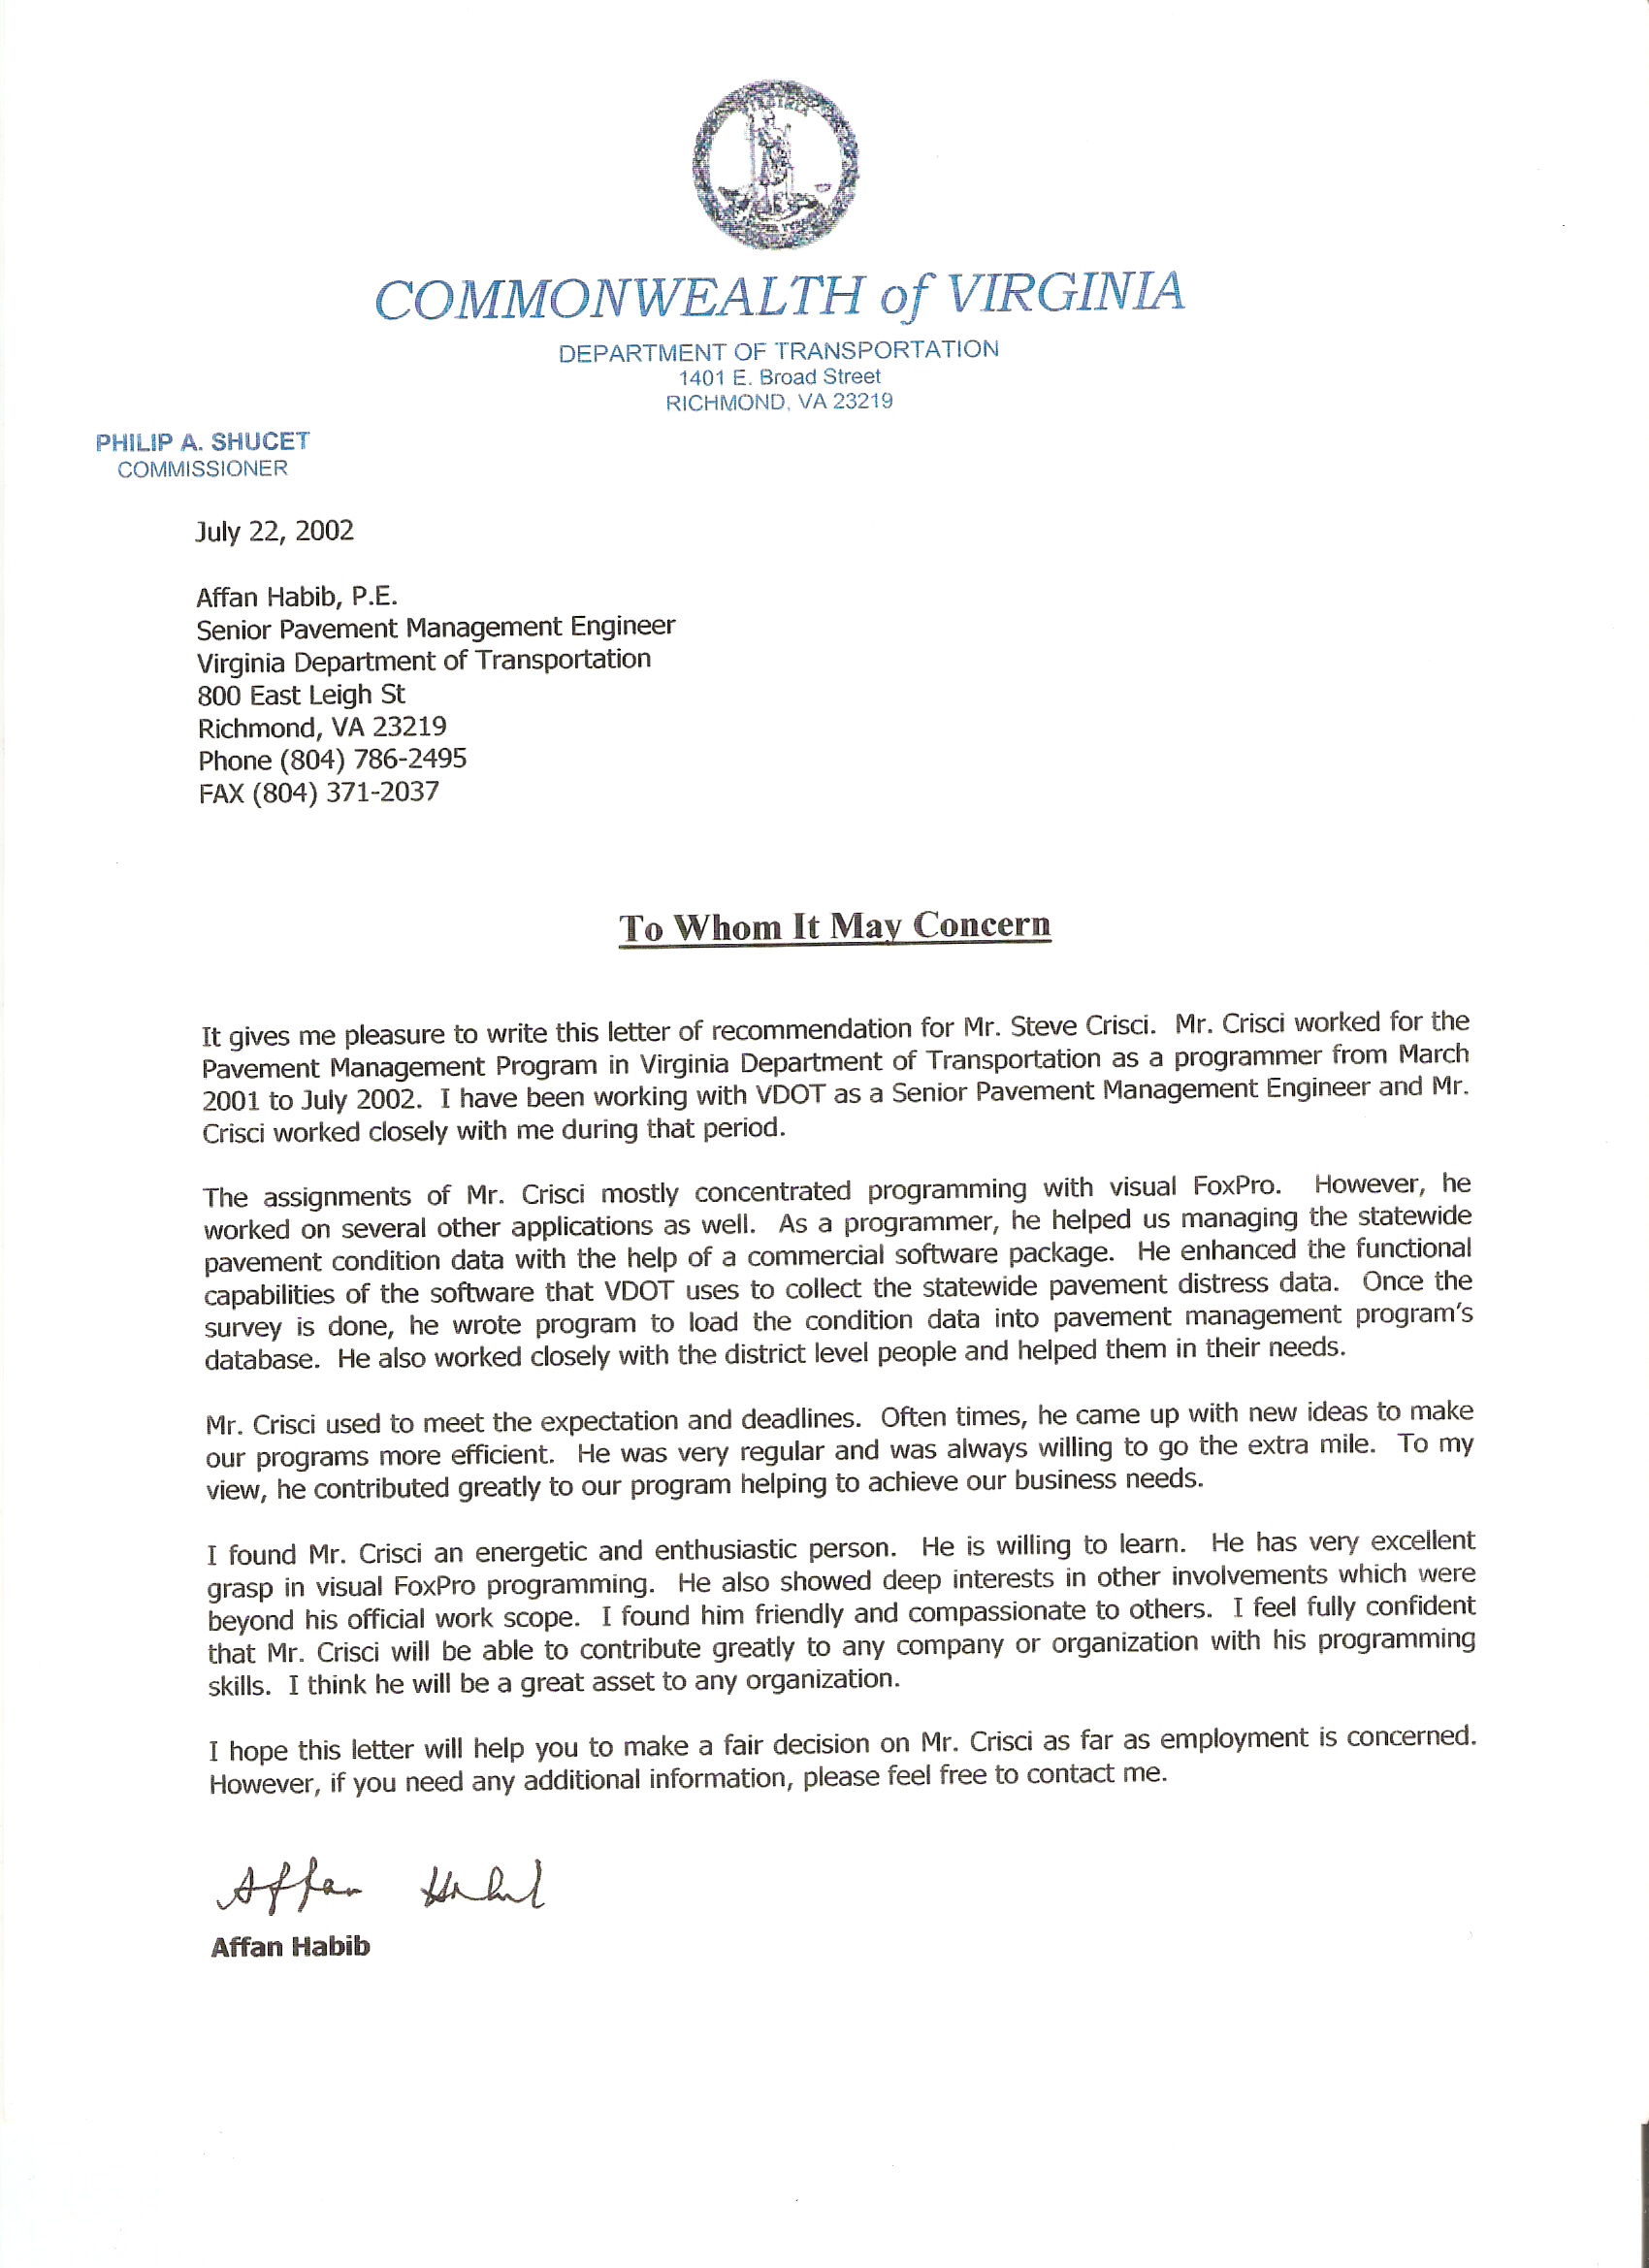 VIRGINIA
COMMONWEALTH of VIRGINIA
DEPARTMENT OF TRANSPORTATION
1401 E. Broad Street
RICHMOND, VA 23219
PHILIP A. SHUCET
COMMISSIONER
July 22, 2002
Affan Habib, P.E.
Senior Pavement Management Engineer
Virginia Department of Transportation
800 East Leigh St
Richmond, VA 23219
Phone (804) 786-2495
FAX (804) 371-2037
To Whom It May Concern
It gives me pleasure to write this letter of recommendation for Mr. Steve Crisci. Mr. Crisci worked for the
Pavement Management Program in Virginia Department of Transportation as a programmer from March
2001 to July 2002. I have been working with VDOT as a Senior Pavement Management Engineer and Mr.
Crisci worked closely with me during that period.
The assignments of Mr. Crisci mostly concentrated programming with visual FoxPro. However, he
worked on several other applications as well. As a programmer, he helped us managing the statewide
pavement condition data with the help of a commercial software package. He enhanced the functional
capabilities of the software that VDOT uses to collect the statewide pavement distress data. Once the
survey is done, he wrote program to load the condition data into pavement management program's
database. He also worked closely with the district level people and helped them in their needs.
Mr. Crisci used to meet the expectation and deadlines. Often times, he came up with new ideas to make
our programs more efficient. He was very regular and was always willing to go the extra mile. To my
view, he contributed greatly to our program helping to achieve our business needs.
I found Mr. Crisci an energetic and enthusiastic person. He is willing to learn. He has very excellent
grasp in visual FoxPro programming. He also showed deep interests in other involvements which were
beyond his official work scope. I found him friendly and compassionate to others. I feel fully confident
that Mr. Crisci will be able to contribute greatly to any company or organization with his programming
skills. I think he will be a great asset to any organization.
I hope this letter will help you to make a fair decision on Mr. Crisci as far as employment is concerned.
However, if you need any additional information, please feel free to contact me.
Affan Habib
Affan Habib